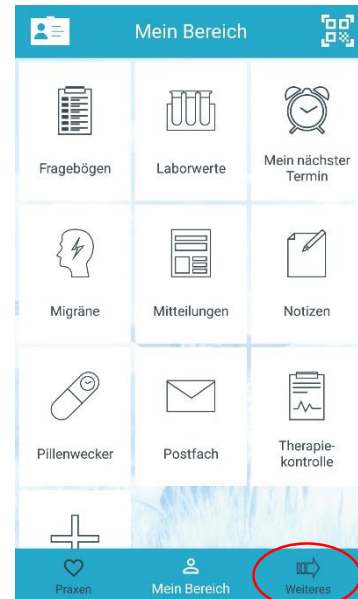 Mein Bereich
Fragebögen
Laborwerte
Mein nächster
Termin
Migräne
Mitteilungen
Notizen
Pillenwecker
Postfach
Therapie-
kontrolle
Praxen
Mein Bereich
Weiteres